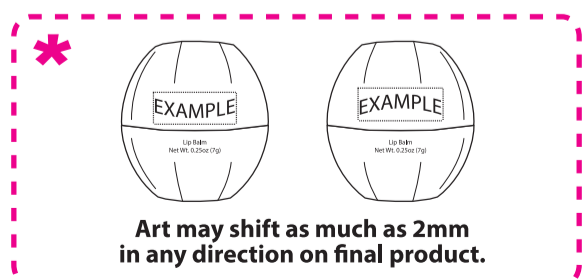 *
EXAMPLE
Lip Balm
Net Wt. 0.25oz (7g)
EXAMPLE
Lip Balm
Net Wt. 0.25oz (7g)
Art may shift as much as 2mm
in any direction on final product.